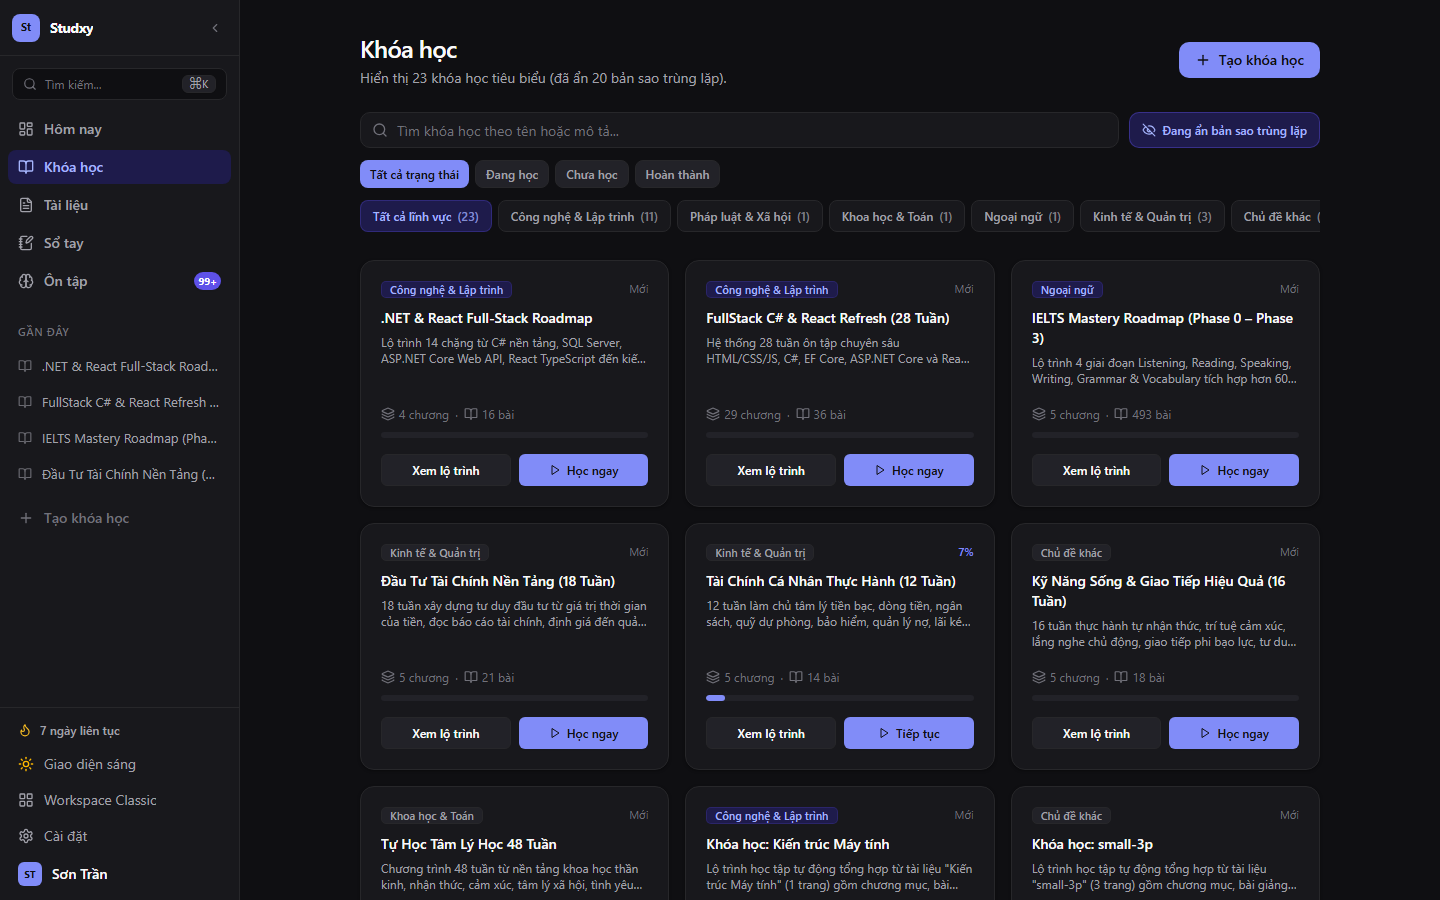 St Studxy
Tìm kiếm... ⌘K
Hôm nay
Khóa học
Tài liệu
Sổ tay
Ôn tập 99+
GẦN ĐÂY
.NET & React Full-Stack Road...
FullStack C# & React Refresh ...
IELTS Mastery Roadmap (Pha...
Đầu Tư Tài Chính Nền Tảng (...
Tạo khóa học
7 ngày liên tục
Giao diện sáng
Workspace Classic
Cài đặt
ST Sơn Trần
Khóa học
Hiển thị 23 khóa học tiêu biểu (đã ẩn 20 bản sao trùng lặp).
Tạo khóa học
Tìm khóa học theo tên hoặc mô tả...
Đang ẩn bản sao trùng lặp
Tất cả trạng thái Đang học Chưa học Hoàn thành
Tất cả lĩnh vực (23) Công nghệ & Lập trình (11) Pháp luật & Xã hội (1) Khoa học & Toán (1) Ngoại ngữ (1) Kinh tế & Quản trị (3) Chủ đề khác (
Công nghệ & Lập trình Mới
.NET & React Full-Stack Roadmap
Lộ trình 14 chặng từ C# nền tảng, SQL Server,
ASP.NET Core Web API, React TypeScript đến kiế...
4 chương · 16 bài
Xem lộ trình Học ngay
Công nghệ & Lập trình Mới
FullStack C# & React Refresh (28 Tuần)
Hệ thống 28 tuần ôn tập chuyên sâu
HTML/CSS/JS, C#, EF Core, ASP.NET Core và Rea...
29 chương · 36 bài
Xem lộ trình Học ngay
Ngoại ngữ Mới
IELTS Mastery Roadmap (Phase 0 – Phase
3)
Lộ trình 4 giai đoạn Listening, Reading, Speaking,
Writing, Grammar & Vocabulary tích hợp hơn 60...
5 chương · 493 bài
Xem lộ trình Học ngay
Kinh tế & Quản trị Mới
Đầu Tư Tài Chính Nền Tảng (18 Tuần)
18 tuần xây dựng tư duy đầu tư từ giá trị thời gian
của tiền, đọc báo cáo tài chính, định giá đến quả...
5 chương · 21 bài
Xem lộ trình Học ngay
Kinh tế & Quản trị 7%
Tài Chính Cá Nhân Thực Hành (12 Tuần)
12 tuần làm chủ tâm lý tiền bạc, dòng tiền, ngân
sách, quỹ dự phòng, bảo hiểm, quản lý nợ, lãi ké...
5 chương · 14 bài
Xem lộ trình Tiếp tục
Chủ đề khác Mới
Kỹ Năng Sống & Giao Tiếp Hiệu Quả (16
Tuần)
16 tuần thực hành tự nhận thức, trí tuệ cảm xúc,
lắng nghe chủ động, giao tiếp phi bạo lực, tư du...
5 chương · 18 bài
Xem lộ trình Học ngay
Khoa học & Toán Mới
Tự Học Tâm Lý Học 48 Tuần
Chương trình 48 tuần từ nền tảng khoa học thần
kinh, nhận thức, cảm xúc, tâm lý xã hội, tình yêu...
Công nghệ & Lập trình Mới
Khóa học: Kiến trúc Máy tính
Lộ trình học tập tự động tổng hợp từ tài liệu "Kiến
trúc Máy tính" (1 trang) gồm chương mục, bài...
Chủ đề khác Mới
Khóa học: small-3p
Lộ trình học tập tự động tổng hợp từ tài liệu
"small-3p" (3 trang) gồm chương mục, bài giảng...